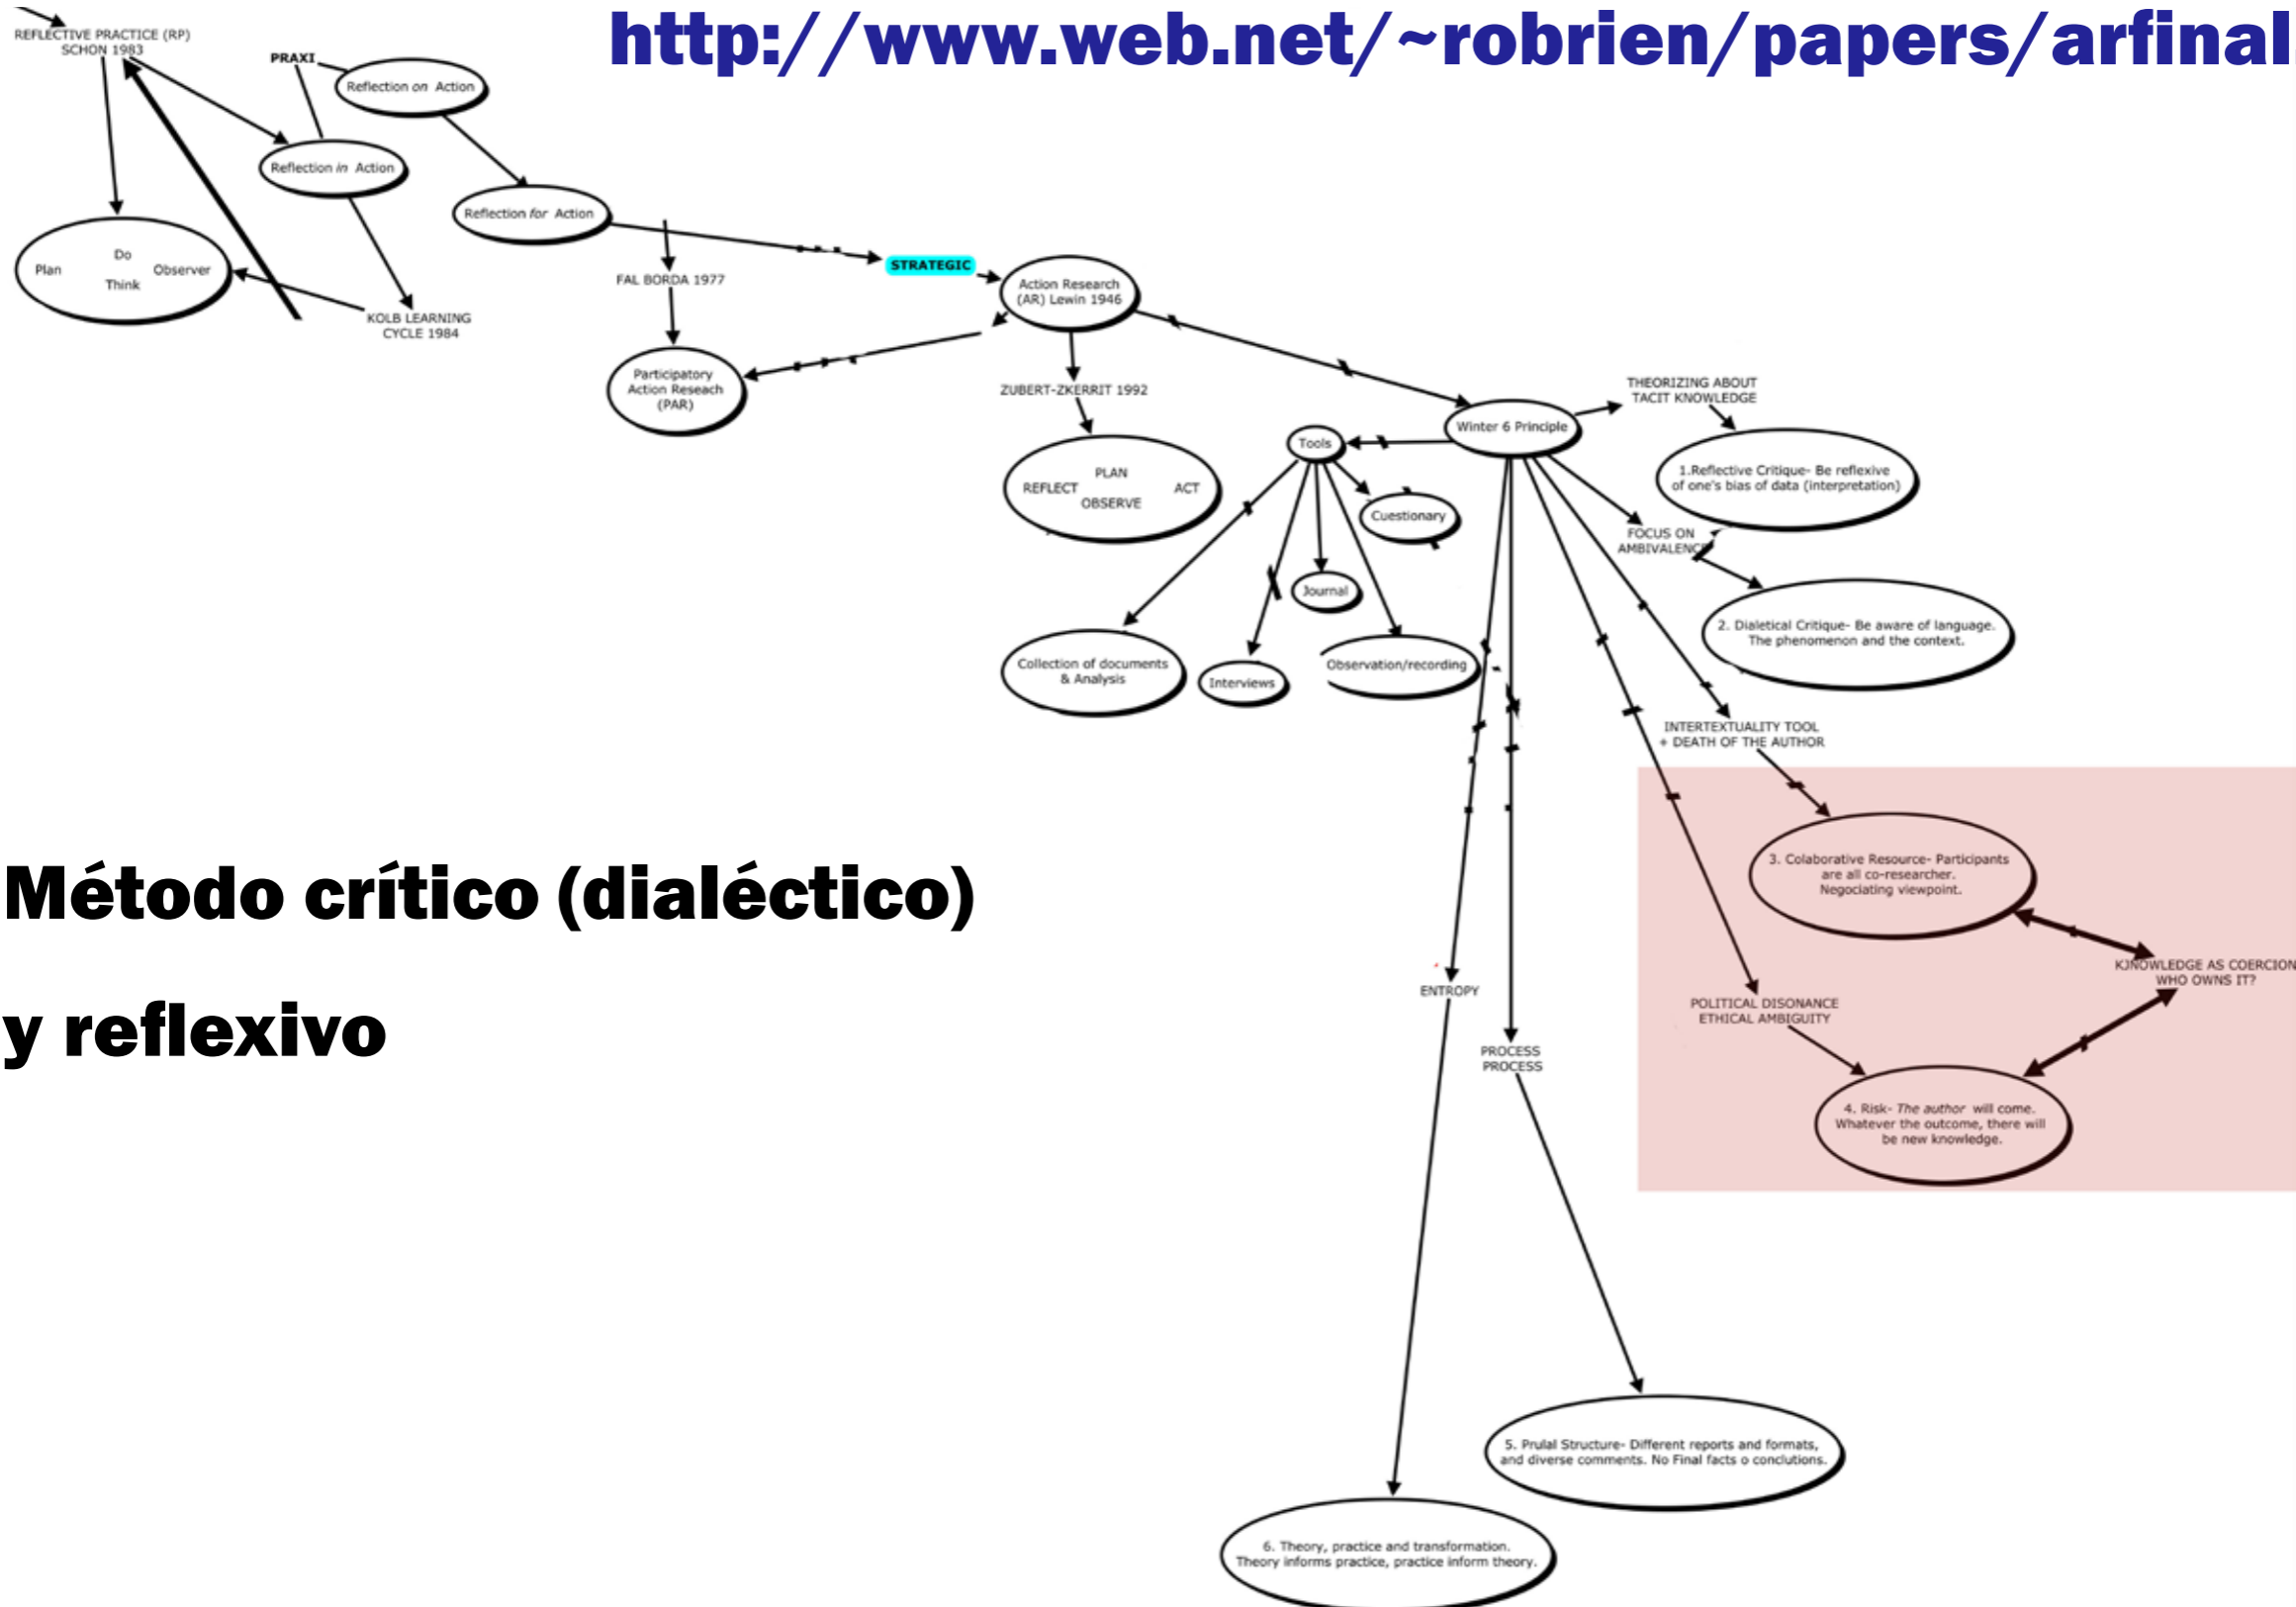 http://www.web.net/~robrien/papers/arfinal
REFLECTIVE PRACTICE (RP)
SCHON 1983
PRAXI
Reflection on Action
Reflection in Action
Reflection for Action
Do
Plan
Observer
Think
KOLB LEARNING
CYCLE 1984
FAL BORDA 1977
STRATEGIC
Action Research
(AR) Lewin 1946
Participatory
Action Reseach
(PAR)
ZUBERT-ZKERRIT 1992
PLAN
REFLECT
ACT
OBSERVE
Tools
Winter 6 Principle
THEORIZING ABOUT
TACIT KNOWLEDGE
1.Reflective Critique- Be reflexive
of one's bias of data (interpretation)
Cuestionary
FOCUS ON
AMBIVALENCE
Journal
2. Dialetical Critique- Be aware of language.
The phenomenon and the context.
Collection of documents
& Analysis
Interviews
Observation/recording
INTERTEXTUALITY TOOL
+ DEATH OF THE AUTHOR
3. Colaborative Resource- Participants
are all co-researcher.
Negociating viewpoint.
Método crítico (dialéctico)
y reflexivo
KJNOWLEDGE AS COERCION
WHO OWNS IT?
ENTROPY
POLITICAL DISONANCE
ETHICAL AMBIGUITY
PROCESS
PROCESS
4. Risk- The author will come.
Whatever the outcome, there will
be new knowledge.
5. Prulal Structure- Different reports and formats,
and diverse comments. No Final facts o conclutions.
6. Theory, practice and transformation.
Theory informs practice, practice inform theory.